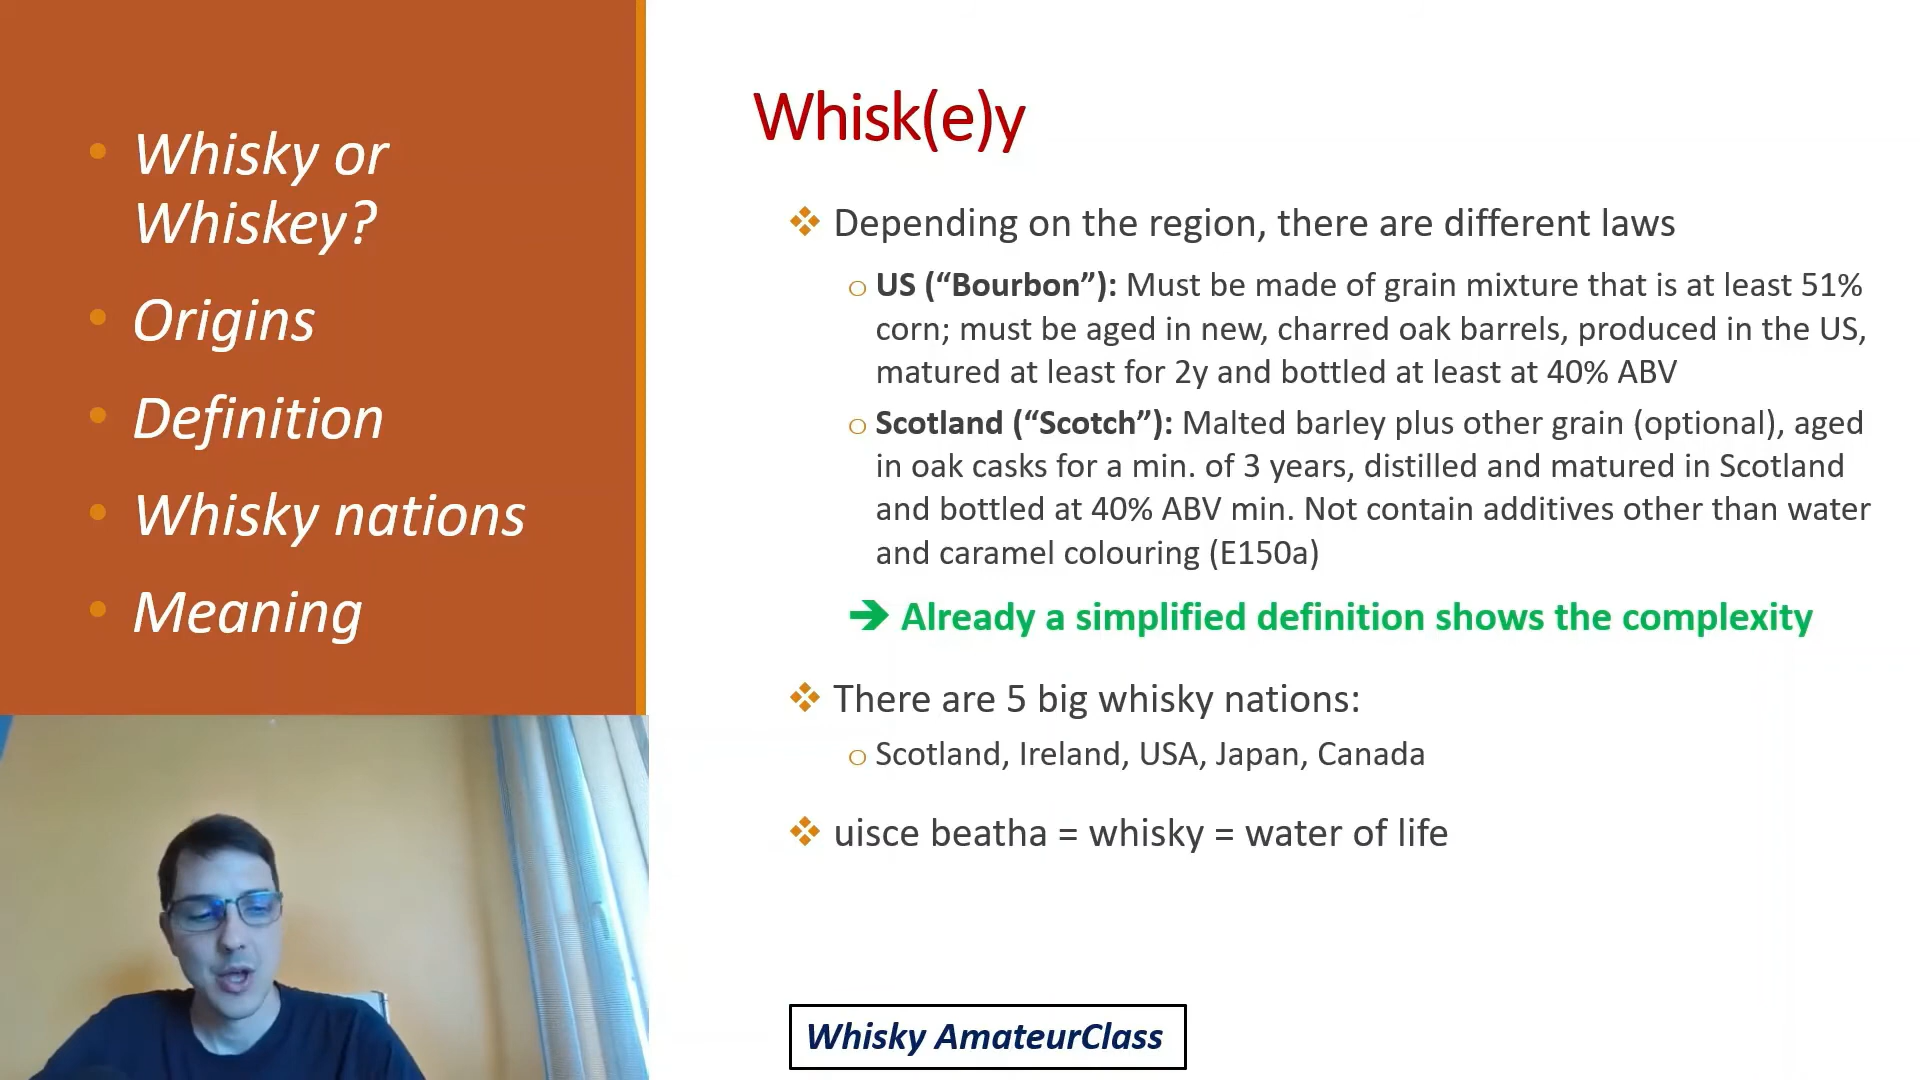 Whisky or
Whiskey?
Origins
Definition
Whisky nations
Meaning
Whisk(e)y
Depending on the region, there are different laws
US (“Bourbon”): Must be made of grain mixture that is at least 51%
corn; must be aged in new, charred oak barrels, produced in the US,
matured at least for 2y and bottled at least at 40% ABV
Scotland (“Scotch”): Malted barley plus other grain (optional), aged
in oak casks for a min. of 3 years, distilled and matured in Scotland
and bottled at 40% ABV min. Not contain additives other than water
and caramel colouring (E150a)
➔ Already a simplified definition shows the complexity
There are 5 big whisky nations:
Scotland, Ireland, USA, Japan, Canada
uisce beatha = whisky = water of life
Whisky AmateurClass